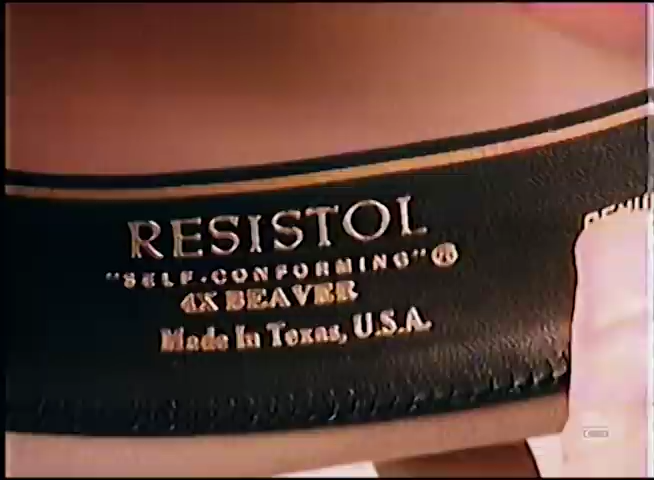 RESISTOL
"SELF-CONFORMING"®
4X BEAVER
Made In Texas, U.S.A.